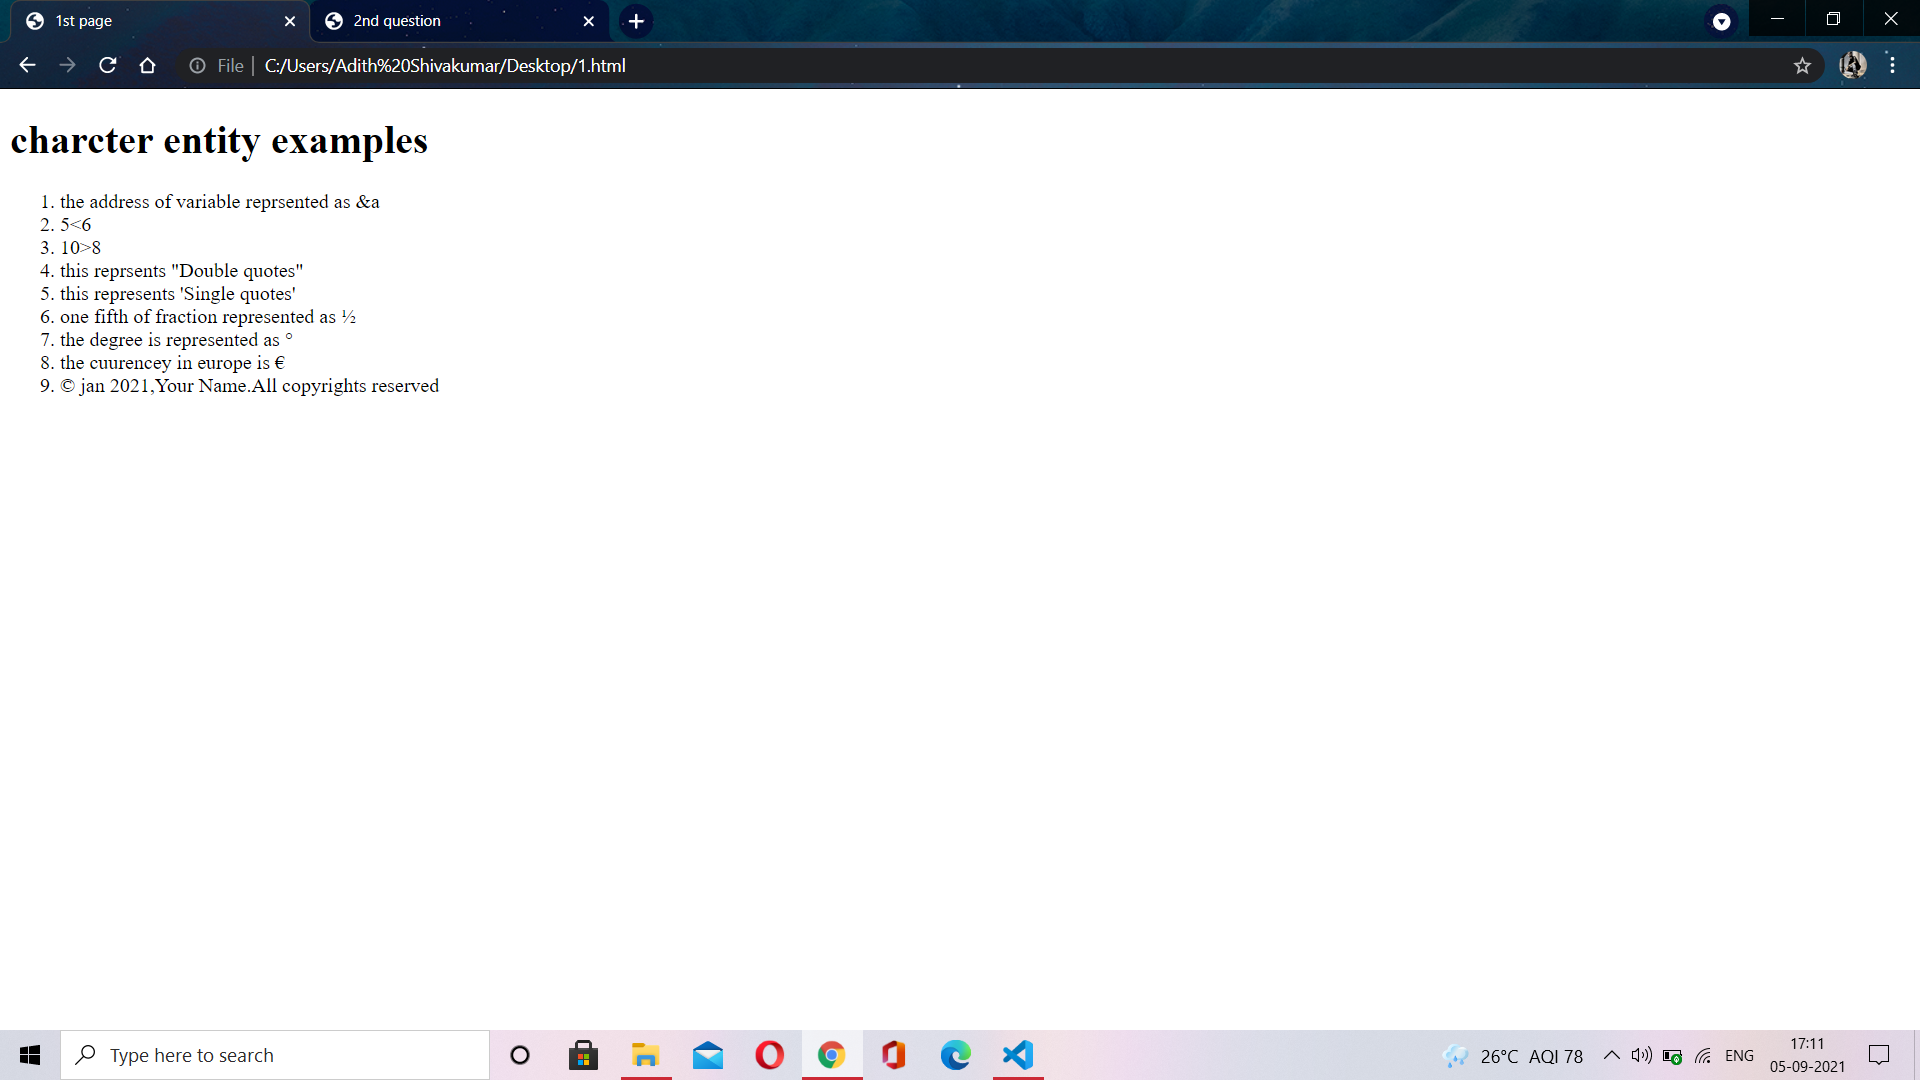 1st page
2nd question
File
C:/Users/Adith%20Shivakumar/Desktop/1.html
charcter entity examples
1. the address of variable reprsented as &a
2. 5<6
3. 10>8
4. this reprsents "Double quotes"
5. this represents 'Single quotes'
6. one fifth of fraction represented as ½
7. the degree is represented as °
8. the cuurencey in europe is €
9. © jan 2021,Your Name.All copyrights reserved
Type here to search
26°C AQI 78
ENG
17:11
05-09-2021